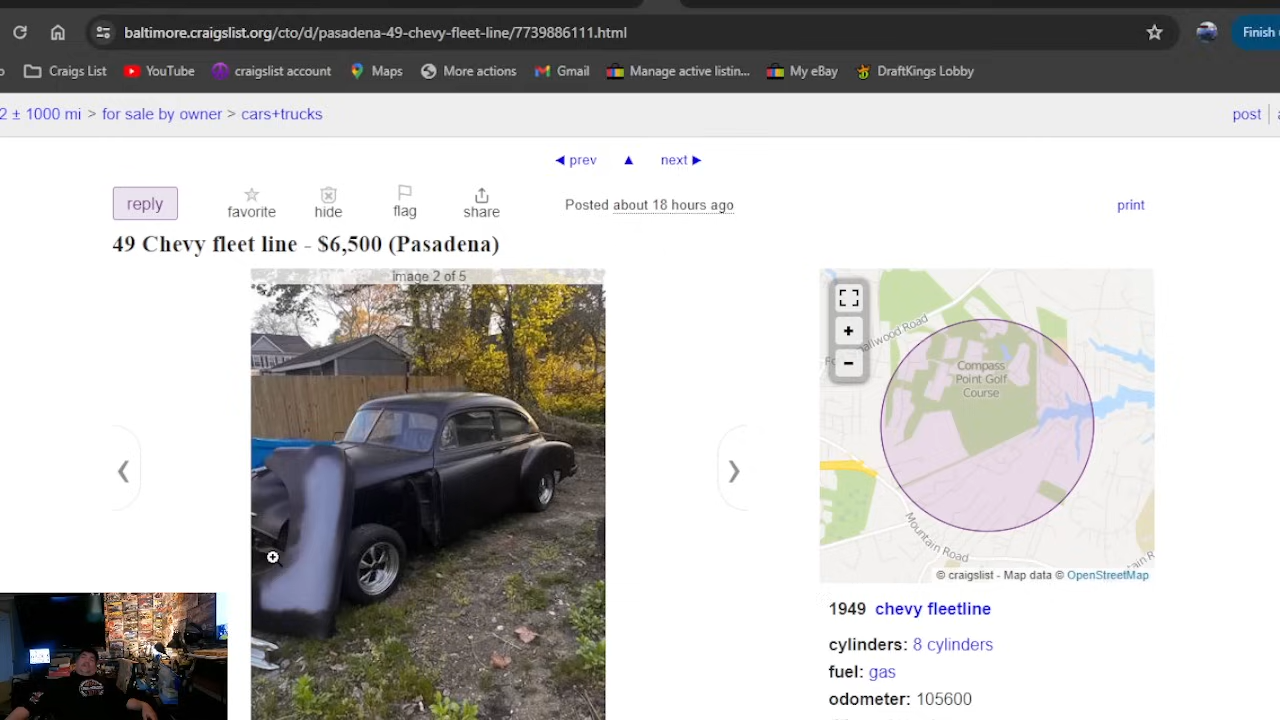 baltimore.craigslist.org/cto/d/pasadena-49-chevy-fleet-line/7739886111.html
Finish
Craigs List YouTube craigslist account Maps More actions Gmail Manage active listin... My eBay DraftKings Lobby
2 ± 1000 mi > for sale by owner > cars+trucks
post
◀ prev ▲ next ▶
reply favorite hide flag share Posted about 18 hours ago print
49 Chevy fleet line - $6,500 (Pasadena)
image 2 of 5
+
-
Compass
Point Golf
Course
Mountain Road
© craigslist - Map data © OpenStreetMap
1949 chevy fleetline
cylinders: 8 cylinders
fuel: gas
odometer: 105600